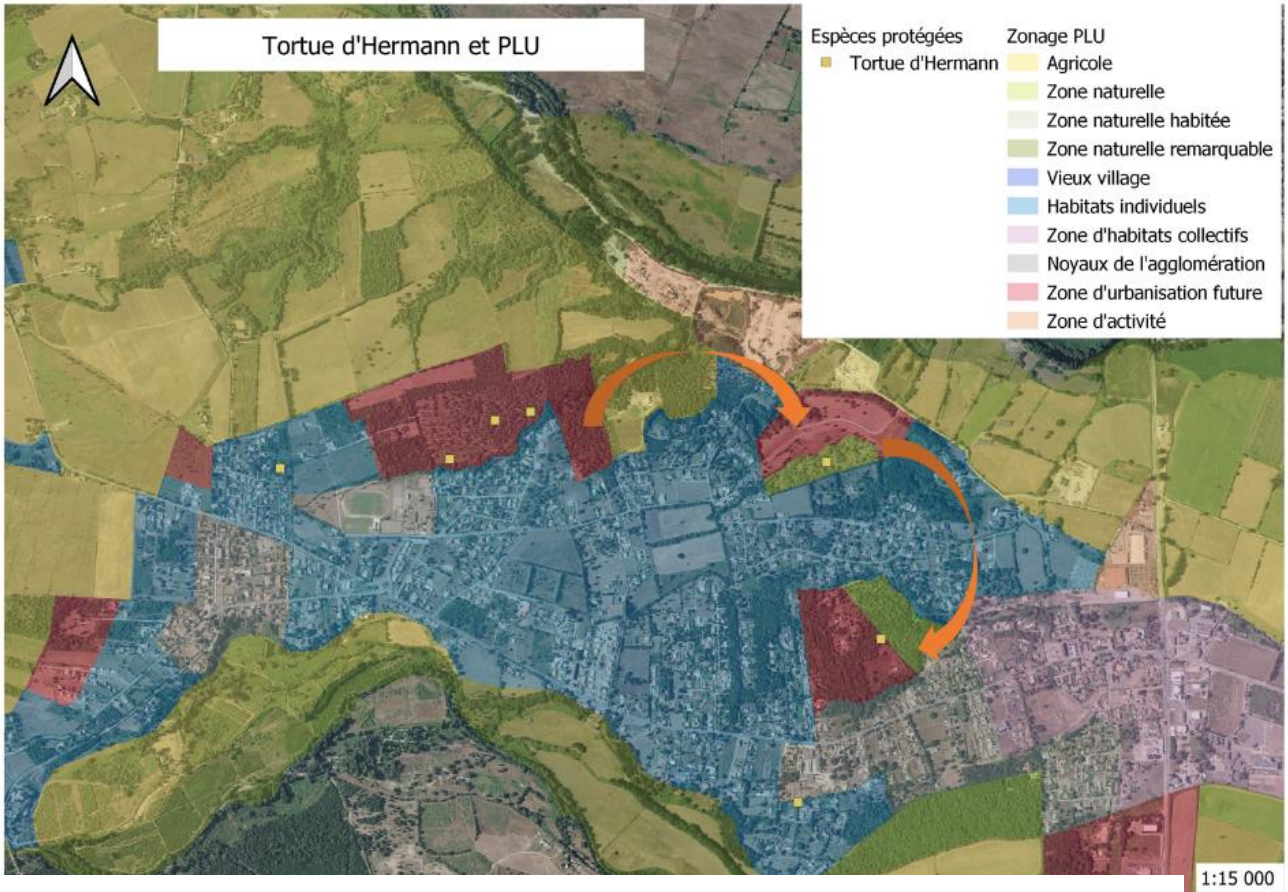 Tortue d'Hermann et PLU
Espèces protégées
Tortue d'Hermann
Zonage PLU
Agricole
Zone naturelle
Zone naturelle habitée
Zone naturelle remarquable
Vieux village
Habitats individuels
Zone d'habitats collectifs
Noyaux de l'agglomération
Zone d'urbanisation future
Zone d'activité
1:15 000